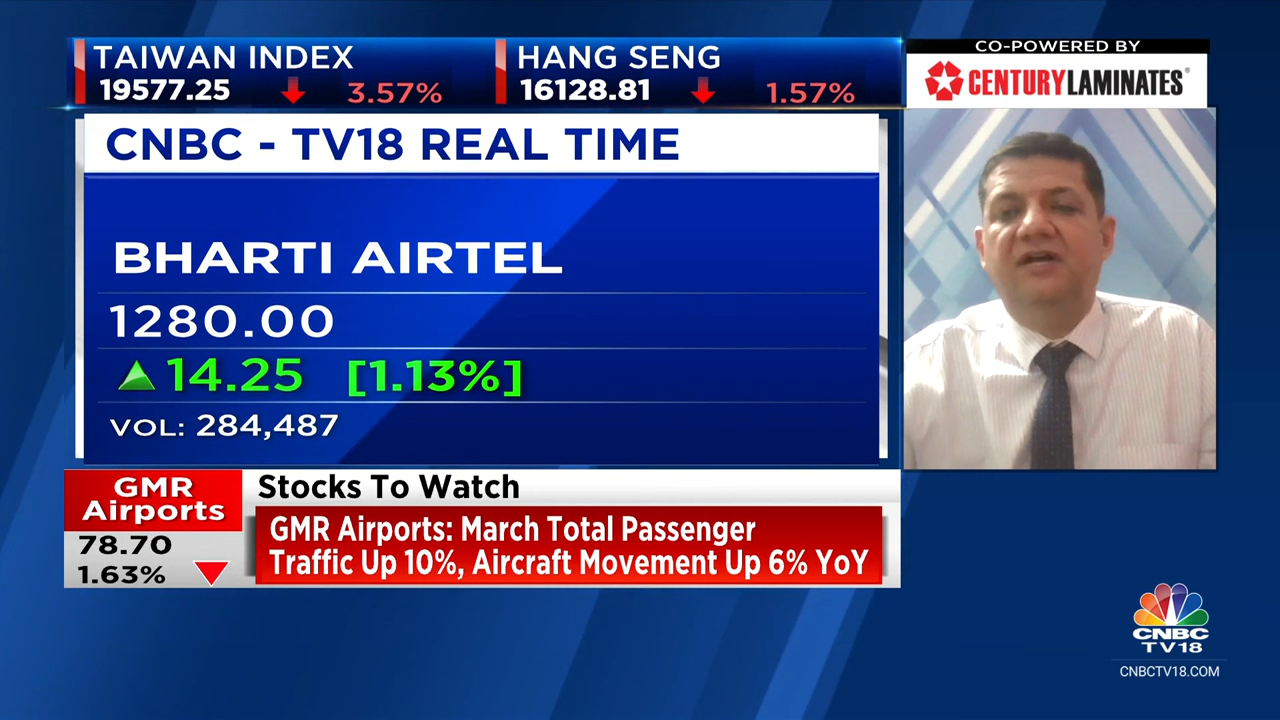 TAIWAN INDEX
19577.25 3.57%
HANG SENG
16128.81 1.57%
CO-POWERED BY
CENTURYLAMINATES®
CNBC - TV18 REAL TIME
BHARTI AIRTEL
1280.00
14.25 [1.13%]
VOL: 284,487
GMR
Airports
78.70
1.63%
Stocks To Watch
GMR Airports: March Total Passenger
Traffic Up 10%, Aircraft Movement Up 6% YoY
CNBC
TV18
CNBCTV18.COM